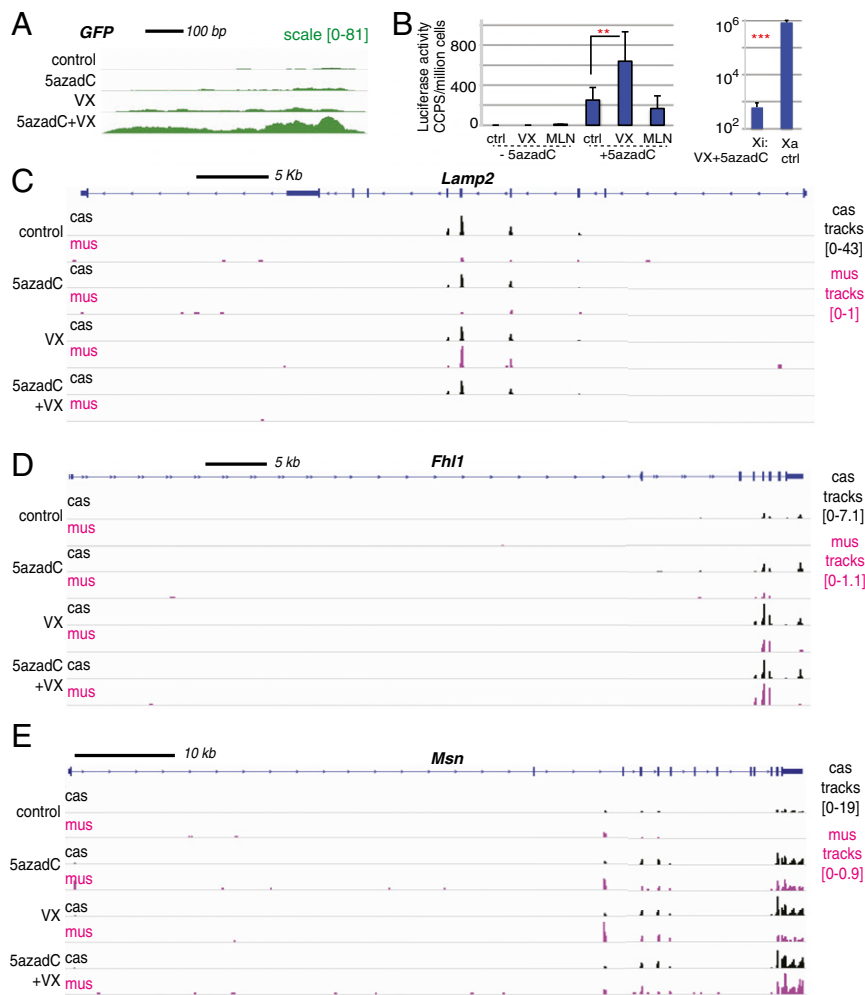 A
GFP
100 bp
scale [0-81]
control
5azadC
VX
5azadC+VX
B
Luciferase activity
CCPS/million cells
800
400
0
ctrl VX MLN ctrl VX MLN
- 5azadC +5azadC
**
10⁶
10⁴
10²
***
Xi: Xa
VX+5azadC ctrl
C
5 Kb
Lamp2
control
cas
mus
5azadC
cas
mus
VX
cas
mus
5azadC
+VX
cas
mus
cas
tracks
[0-43]
mus
tracks
[0-1]
D
5 kb
Fhl1
control
cas
mus
5azadC
cas
mus
VX
cas
mus
5azadC
+VX
cas
mus
cas
tracks
[0-7.1]
mus
tracks
[0-1.1]
E
10 kb
Msn
control
cas
mus
5azadC
cas
mus
VX
cas
mus
5azadC
+VX
cas
mus
cas
tracks
[0-19]
mus
tracks
[0-0.9]